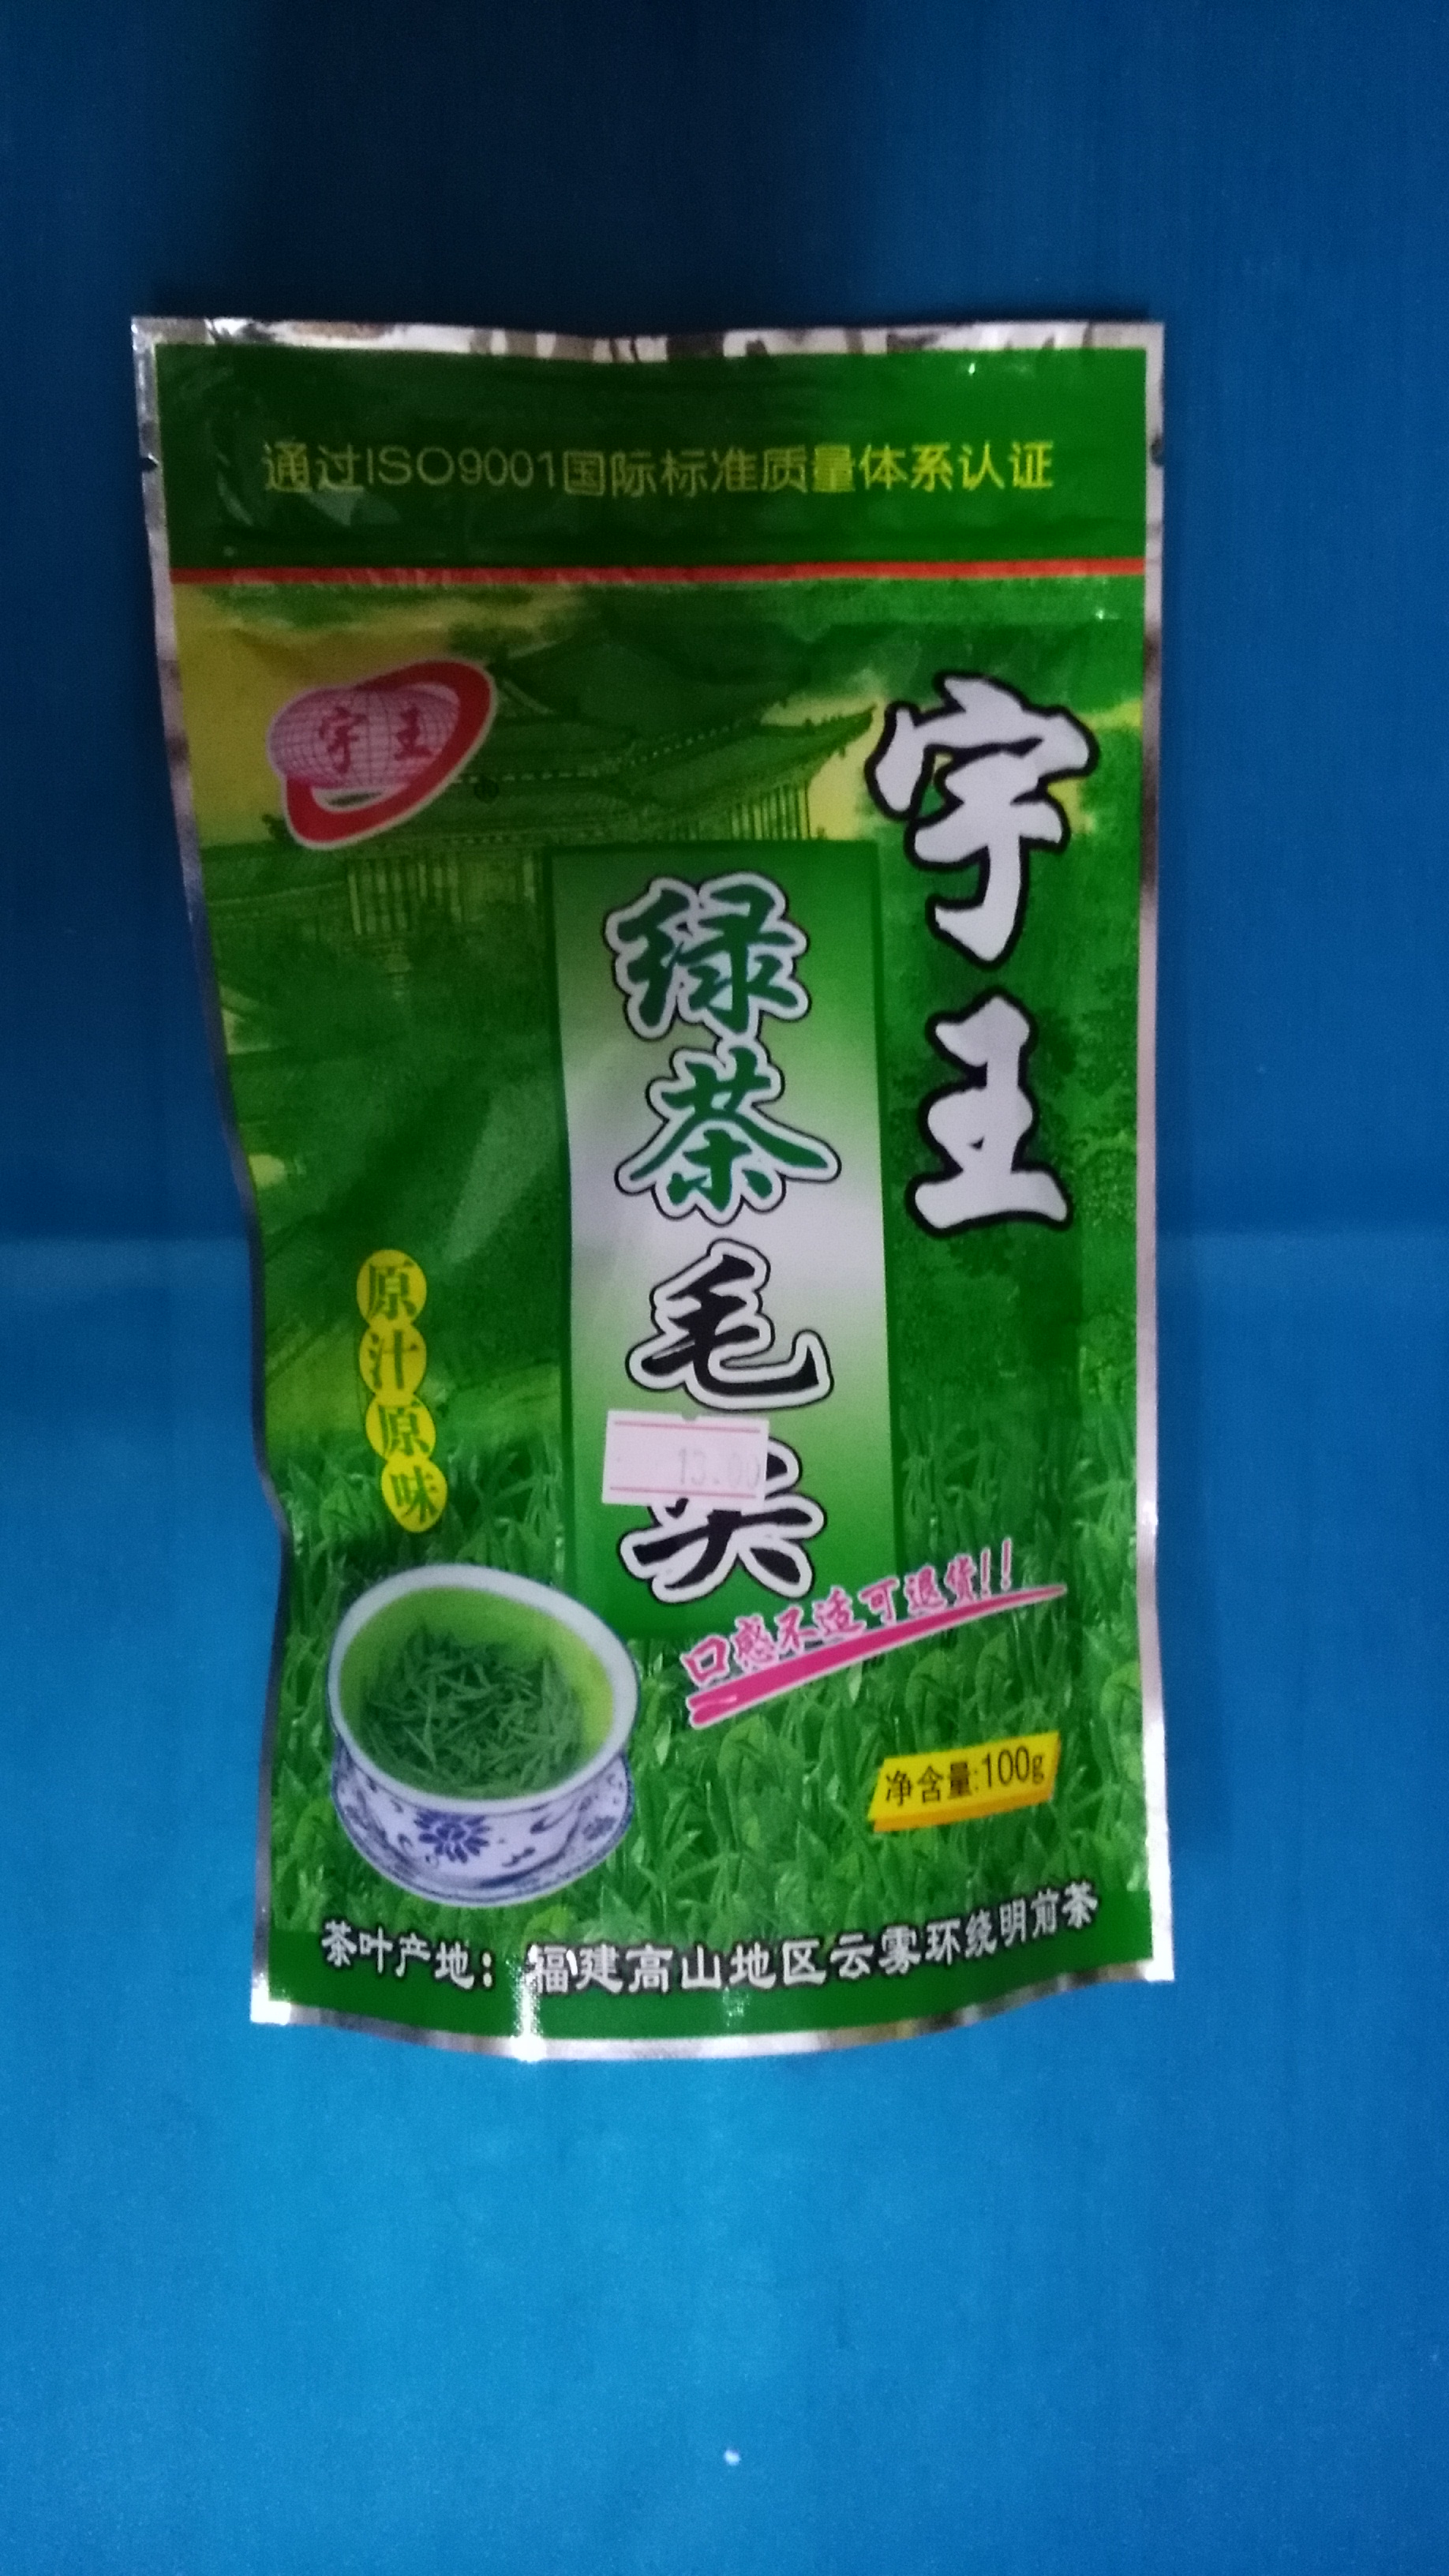 通过ISO9001国际标准质量体系认证
宇王
®
宇王
绿茶毛尖
13.00
原汁原味
口感不适可退货!!
净含量:100g
茶叶产地：福建高山地区云雾环绕明前茶